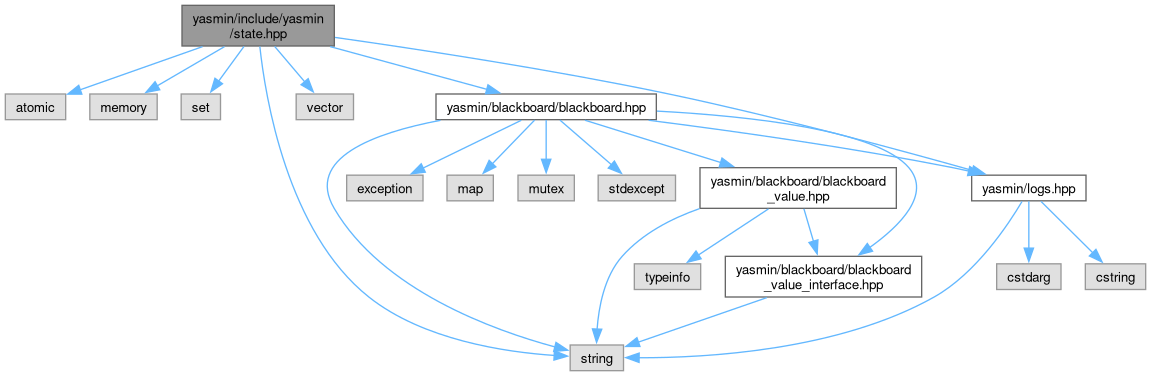 yasmin/include/yasmin
/state.hpp
atomic
memory
set
vector
yasmin/blackboard/blackboard.hpp
exception
map
mutex
stdexcept
yasmin/blackboard/blackboard
_value.hpp
yasmin/logs.hpp
typeinfo
yasmin/blackboard/blackboard
_value_interface.hpp
cstdarg
cstring
string